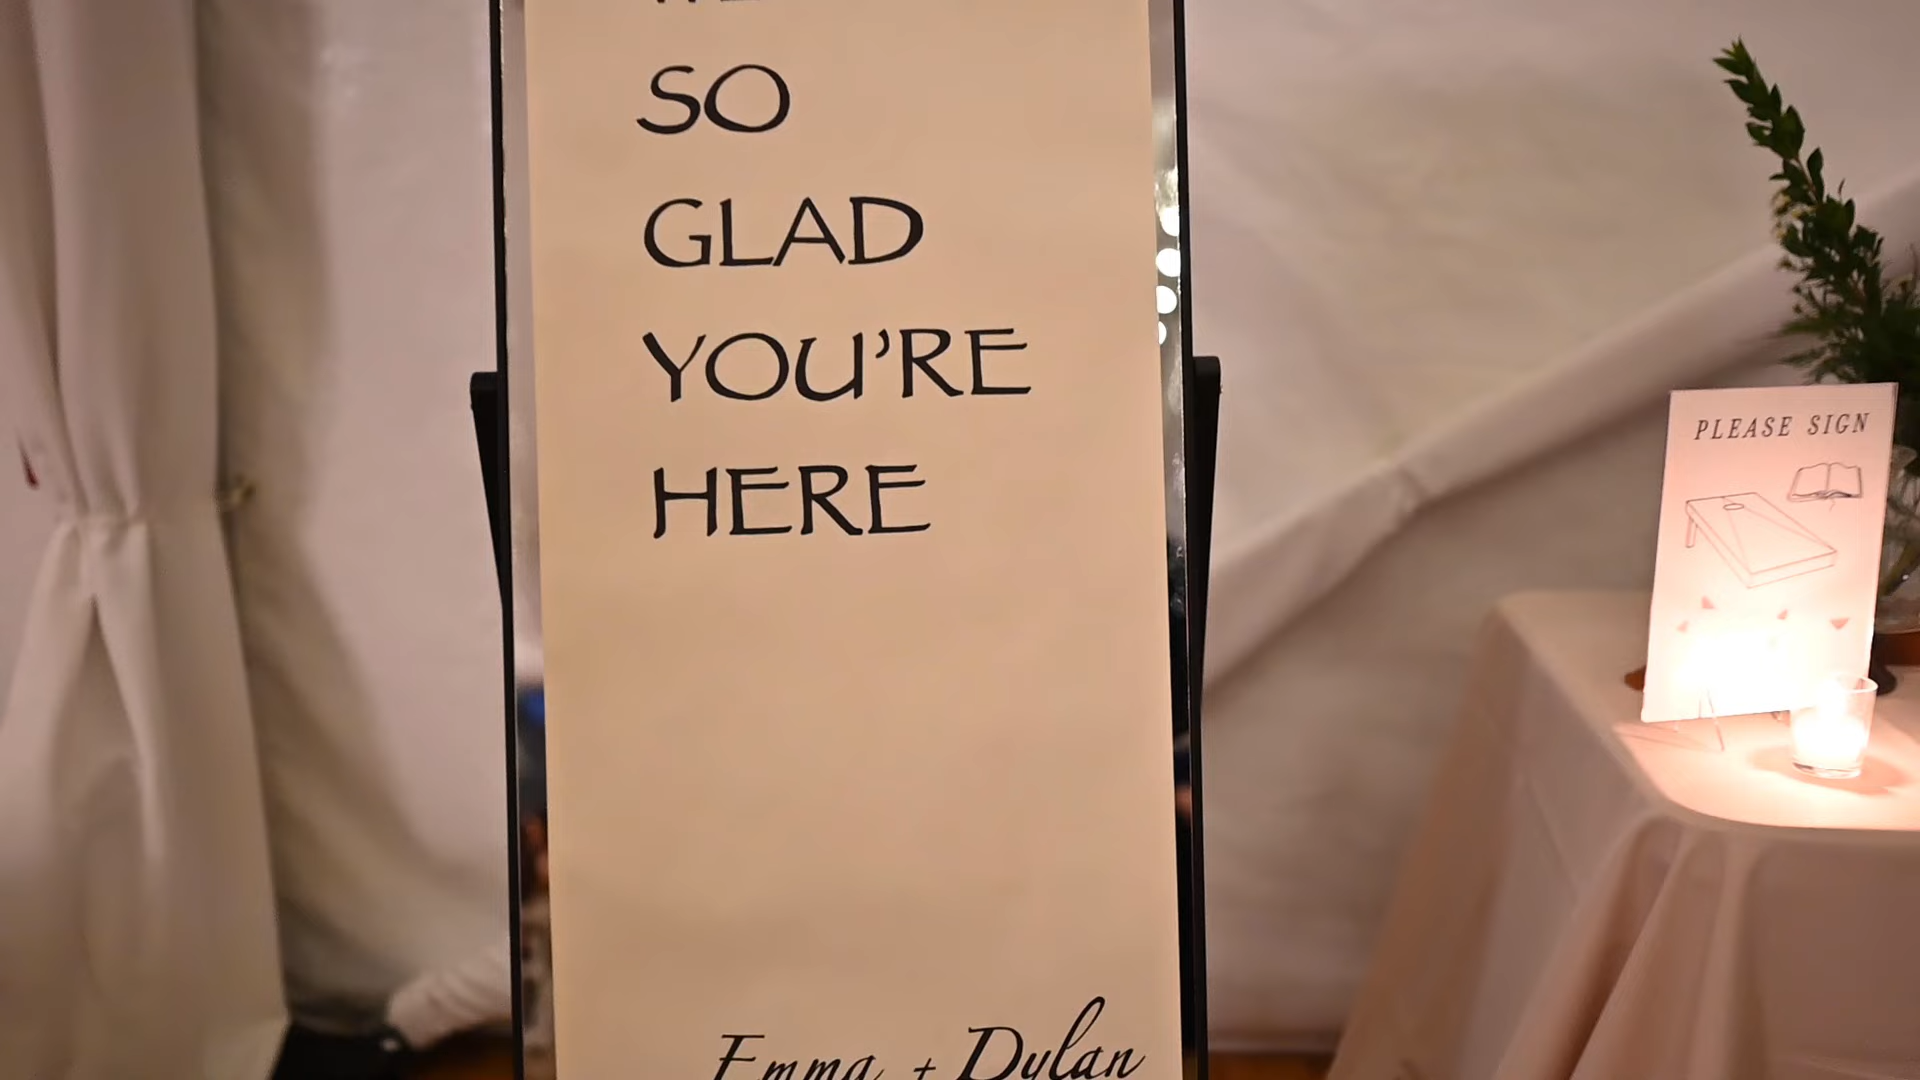 SO
GLAD
YOU'RE
HERE
Emma + Dylan
PLEASE SIGN